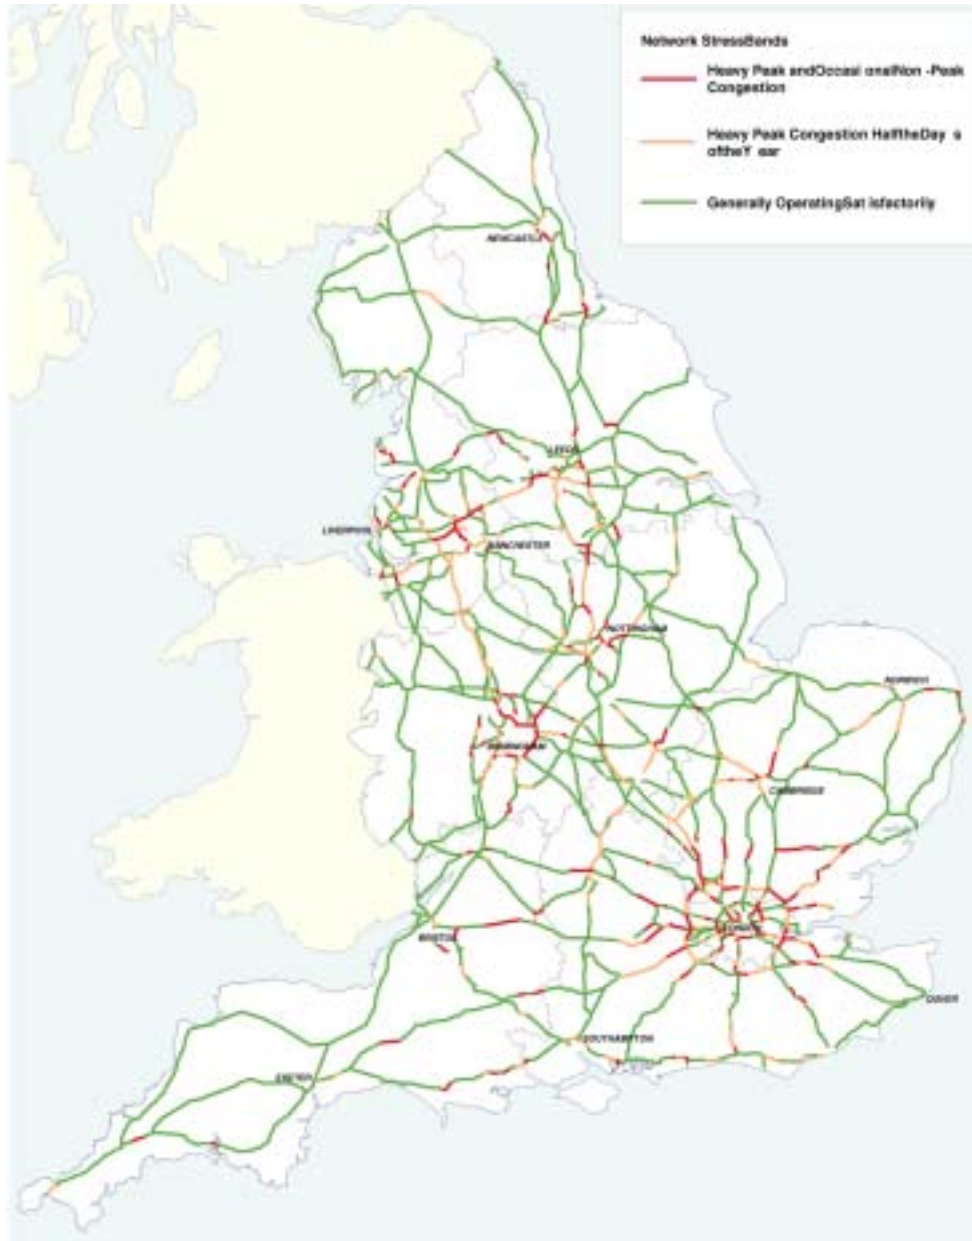 Network StressBands
Heavy Peak andOccasi onalNon -Peak
Congestion
Heavy Peak Congestion HalftheDay s
oftheY ear
Generally OperatingSat isfactorily
NEWCASTLE
LEEDS
LIVERPOOL
MANCHESTER
NOTTINGHAM
NORWICH
BIRMINGHAM
CAMBRIDGE
LONDON
BRISTOL
DOVER
SOUTHAMPTON
EXETER